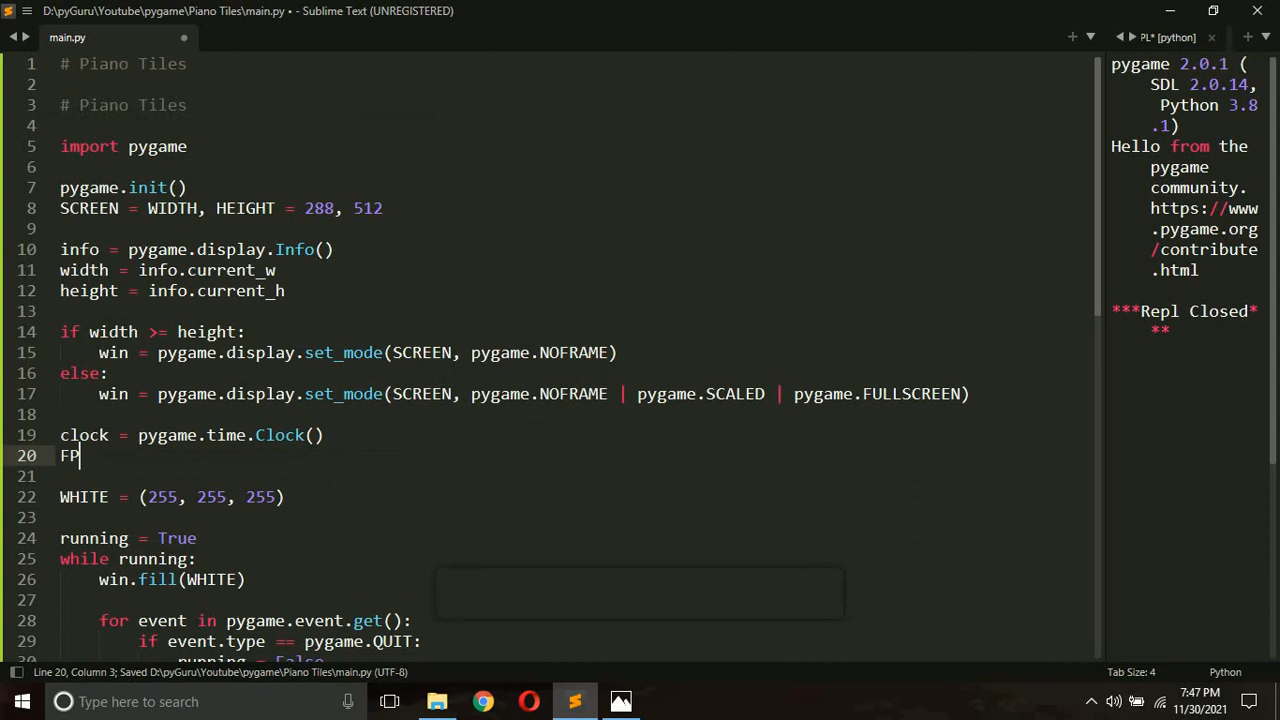 D:\pyGuru\Youtube\pygame\Piano Tiles\main.py • - Sublime Text (UNREGISTERED)
main.py
PL* [python]
1 # Piano Tiles
2
3 # Piano Tiles
4
5 import pygame
6
7 pygame.init()
8 SCREEN = WIDTH, HEIGHT = 288, 512
9
10 info = pygame.display.Info()
11 width = info.current_w
12 height = info.current_h
13
14 if width >= height:
15 win = pygame.display.set_mode(SCREEN, pygame.NOFRAME)
16 else:
17 win = pygame.display.set_mode(SCREEN, pygame.NOFRAME | pygame.SCALED | pygame.FULLSCREEN)
18
19 clock = pygame.time.Clock()
20 FP
21
22 WHITE = (255, 255, 255)
23
24 running = True
25 while running:
26 win.fill(WHITE)
27
28 for event in pygame.event.get():
29 if event.type == pygame.QUIT:
30 running = False
pygame 2.0.1 (
SDL 2.0.14,
Python 3.8
.1)
Hello from the
pygame
community.
https://www
.pygame.org
/contribute
.html
***Repl Closed*
**
Line 20, Column 3; Saved D:\pyGuru\Youtube\pygame\Piano Tiles\main.py (UTF-8)
Tab Size: 4
Python
Type here to search
7:47 PM
11/30/2021